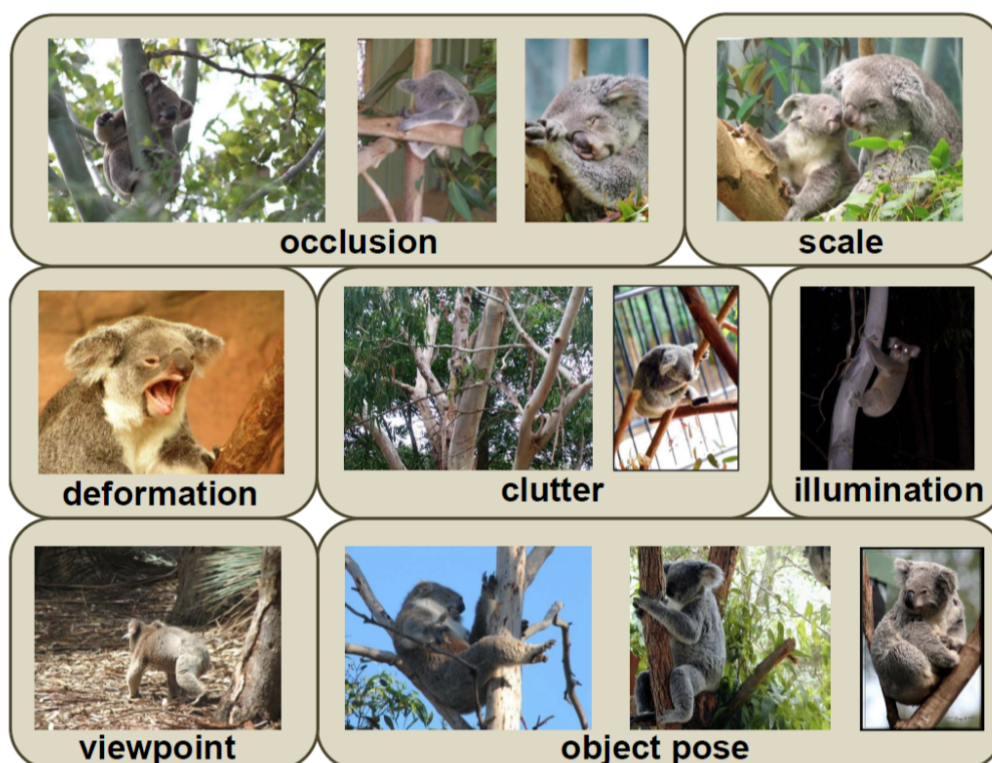 occlusion
scale
deformation
clutter
illumination
viewpoint
object pose